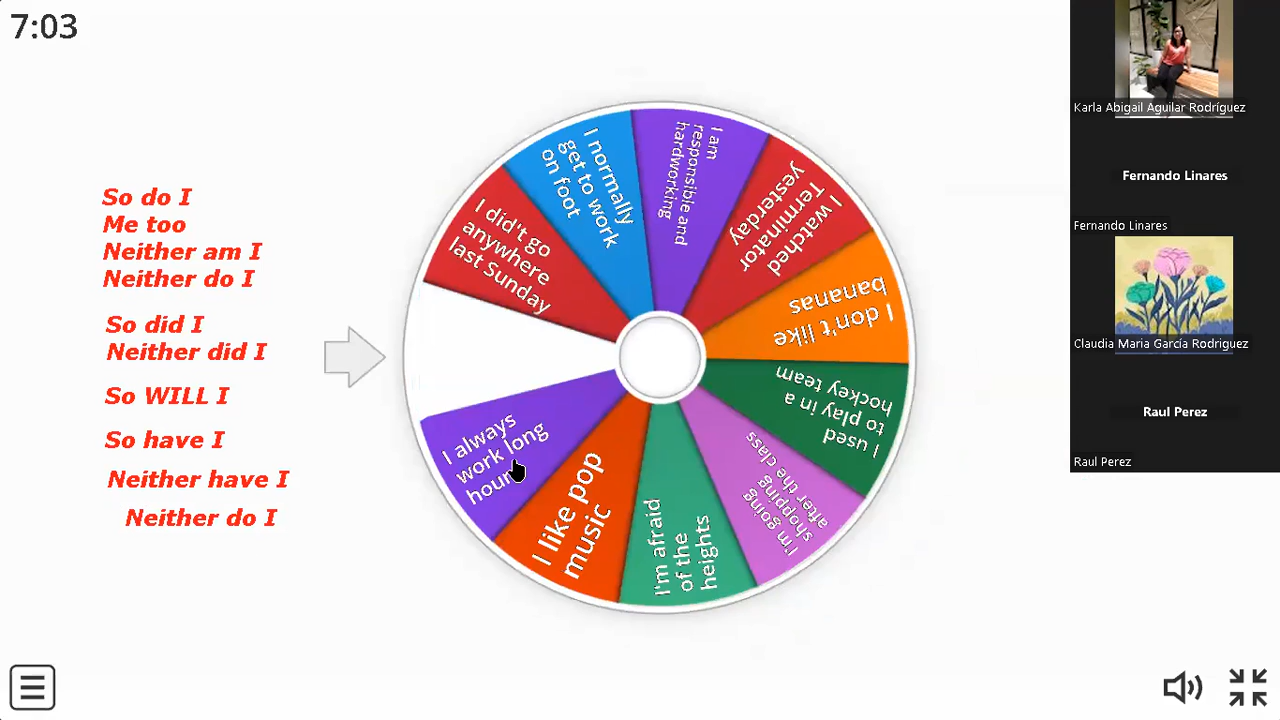 7:03
So do I
Me too
Neither am I
Neither do I
So did I
Neither did I
So WILL I
So have I
Neither have I
Neither do I
I did't go
anywhere
last Sunday
I normally
get to work
on foot
I am
responsible and
hardworking
I watched
Terminator
yesterday
I don't like
bananas
I used
to play in a
hockey team
I'm going
shopping
after the class
I'm afraid
of the
heights
I like pop
music
I always
work long
hour
Karla Abigail Aguilar Rodríguez
Fernando Linares
Fernando Linares
Claudia Maria García Rodriguez
Raul Perez
Raul Perez